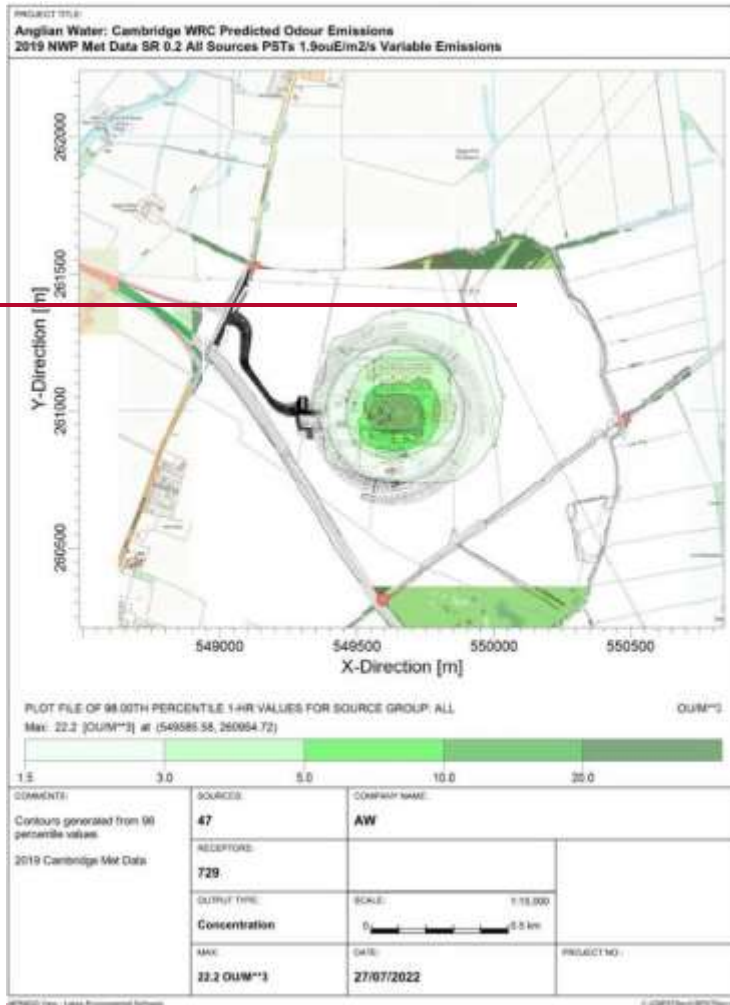 PROJECT TITLE:
Anglian Water: Cambridge WRC Predicted Odour Emissions
2019 NWP Met Data SR 0.2 All Sources PSTs 1.9ouE/m2/s Variable Emissions
Y-Direction [m]
262000
261500
261000
260500
549000
549500
550000
550500
X-Direction [m]
PLOT FILE OF 98.00TH PERCENTILE 1-HR VALUES FOR SOURCE GROUP: ALL
OU/M**3
Max: 22.2 [OU/M**3] at (549585.58, 260954.72)
1.5
3.0
5.0
10.0
20.0
COMMENTS:
Contours generated from 98
percentile values
2019 Cambridge Met Data
SOURCES:
47
COMPANY NAME:
AW
RECEPTORS:
729
OUTPUT TYPE:
Concentration
SCALE:
1:15,000
0
0.5 km
MAX:
22.2 OU/M**3
DATE:
27/07/2022
PROJECT NO.: